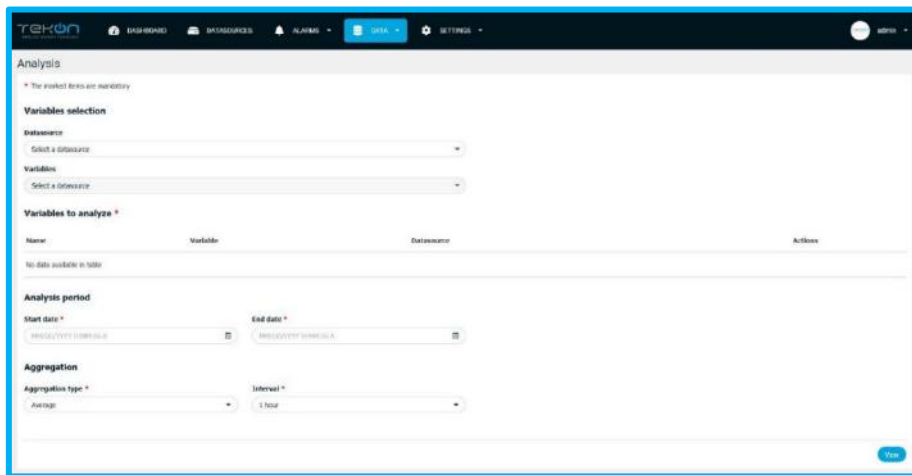 TEKON
DASHBOARD DATASOURCES ALARMS DATA SETTINGS admin
Analysis
* The market items are mandatory
Variables selection
Datasource
Select a datasource
Variables
Select a datasource
Variables to analyze *
Name Variable Datasource Actions
No data available in table
Analysis period
Start date * End date *
Aggregation
Aggregation type * Interval *
Average 1 hour
View